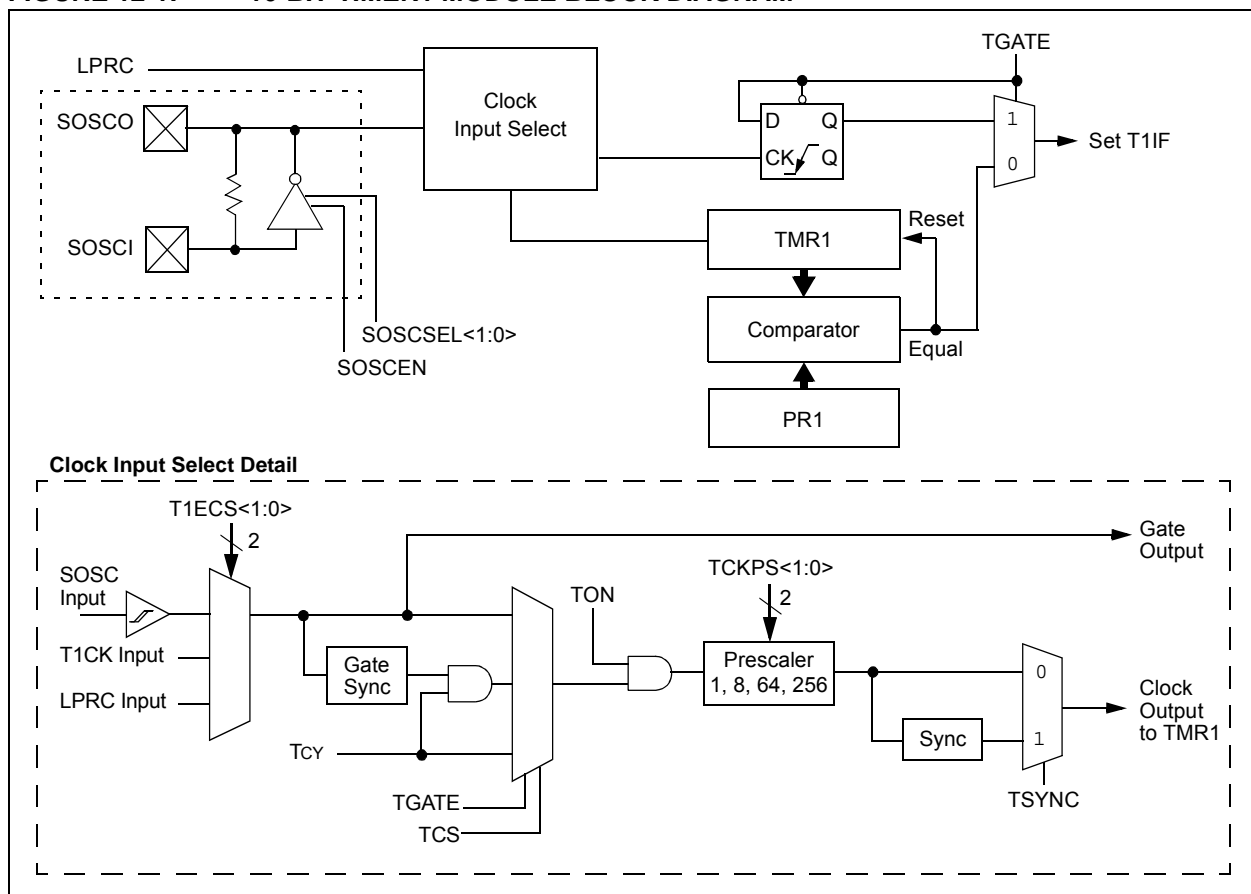 LPRC
SOSCO
SOSCI
Clock
Input Select
SOSCSEL<1:0>
SOSCEN
TGATE
D Q
CK Q
1
0
Set T1IF
Reset
TMR1
Comparator
Equal
PR1
Clock Input Select Detail
T1ECS<1:0>
2
SOSC
Input
T1CK Input
LPRC Input
Gate
Sync
TCY
TGATE
TCS
TON
TCKPS<1:0>
2
Prescaler
1, 8, 64, 256
Sync
0
1
TSYNC
Gate
Output
Clock
Output
to TMR1